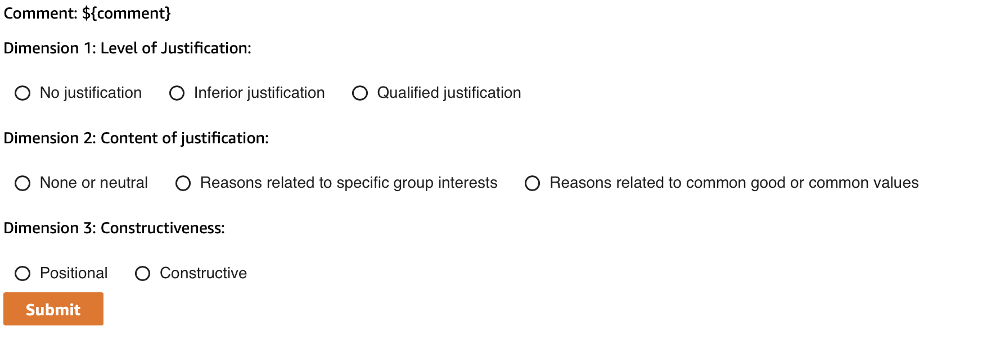 Comment: ${comment}
Dimension 1: Level of Justification:
No justification Inferior justification Qualified justification
Dimension 2: Content of justification:
None or neutral Reasons related to specific group interests Reasons related to common good or common values
Dimension 3: Constructiveness:
Positional Constructive
Submit